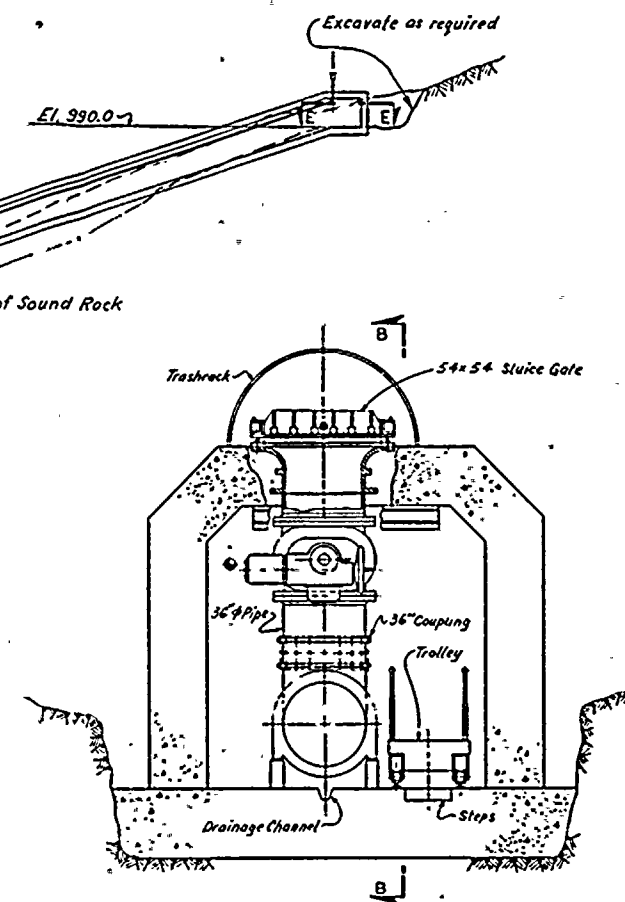 Excavate as required
El. 990.0
E E
of Sound Rock
B
Trashrack
54x54 Sluice Gate
36"ϕ Pipe
36" Coupling
Trolley
Drainage Channel
Steps
B